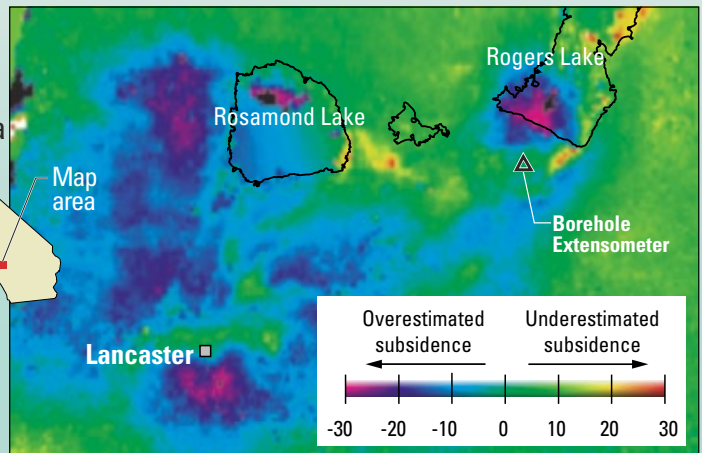 Rogers Lake
Rosamond Lake
a
Map
area
Borehole
Extensometer
Lancaster
Overestimated
subsidence
Underestimated
subsidence
-30 -20 -10 0 10 20 30